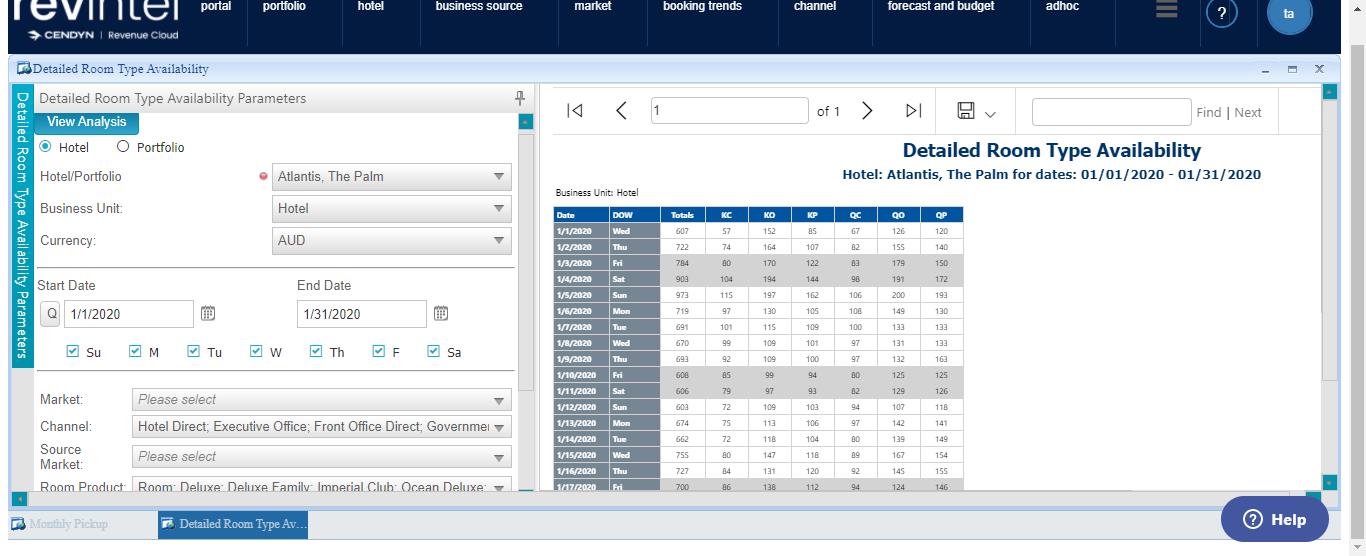 revintel
CENDYN | Revenue Cloud
portal portfolio hotel business source market booking trends channel forecast and budget adhoc
? ta
Detailed Room Type Availability
Detailed Room Type Availability Parameters
Detailed Room Type Availability Parameters
View Analysis
Hotel Portfolio
Hotel/Portfolio Atlantis, The Palm
Business Unit: Hotel
Currency: AUD
Start Date End Date
Q 1/1/2020 1/31/2020
Su M Tu W Th F Sa
Market: Please select
Channel: Hotel Direct; Executive Office; Front Office Direct; Governmen
Source
Market: Please select
Room Product: Room; Deluxe; Deluxe Family; Imperial Club; Ocean Deluxe;
1 of 1 Find | Next
Detailed Room Type Availability
Hotel: Atlantis, The Palm for dates: 01/01/2020 - 01/31/2020
Business Unit: Hotel
Date DOW Totals KC KO KP QC QO QP
1/1/2020 Wed 607 57 152 85 67 126 120
1/2/2020 Thu 722 74 164 107 82 155 140
1/3/2020 Fri 784 80 170 122 83 179 150
1/4/2020 Sat 903 104 194 144 98 191 172
1/5/2020 Sun 973 115 197 162 106 200 193
1/6/2020 Mon 719 97 130 105 108 149 130
1/7/2020 Tue 691 101 115 109 100 133 133
1/8/2020 Wed 670 99 109 101 97 131 133
1/9/2020 Thu 693 92 109 100 97 132 163
1/10/2020 Fri 608 85 99 94 80 125 125
1/11/2020 Sat 606 79 97 93 82 129 126
1/12/2020 Sun 603 72 109 103 94 107 118
1/13/2020 Mon 674 75 113 106 97 142 141
1/14/2020 Tue 662 72 118 104 80 139 149
1/15/2020 Wed 755 80 147 118 89 167 154
1/16/2020 Thu 727 84 131 120 92 145 155
1/17/2020 Fri 700 86 138 112 94 124 146
Monthly Pickup Detailed Room Type Av...
? Help